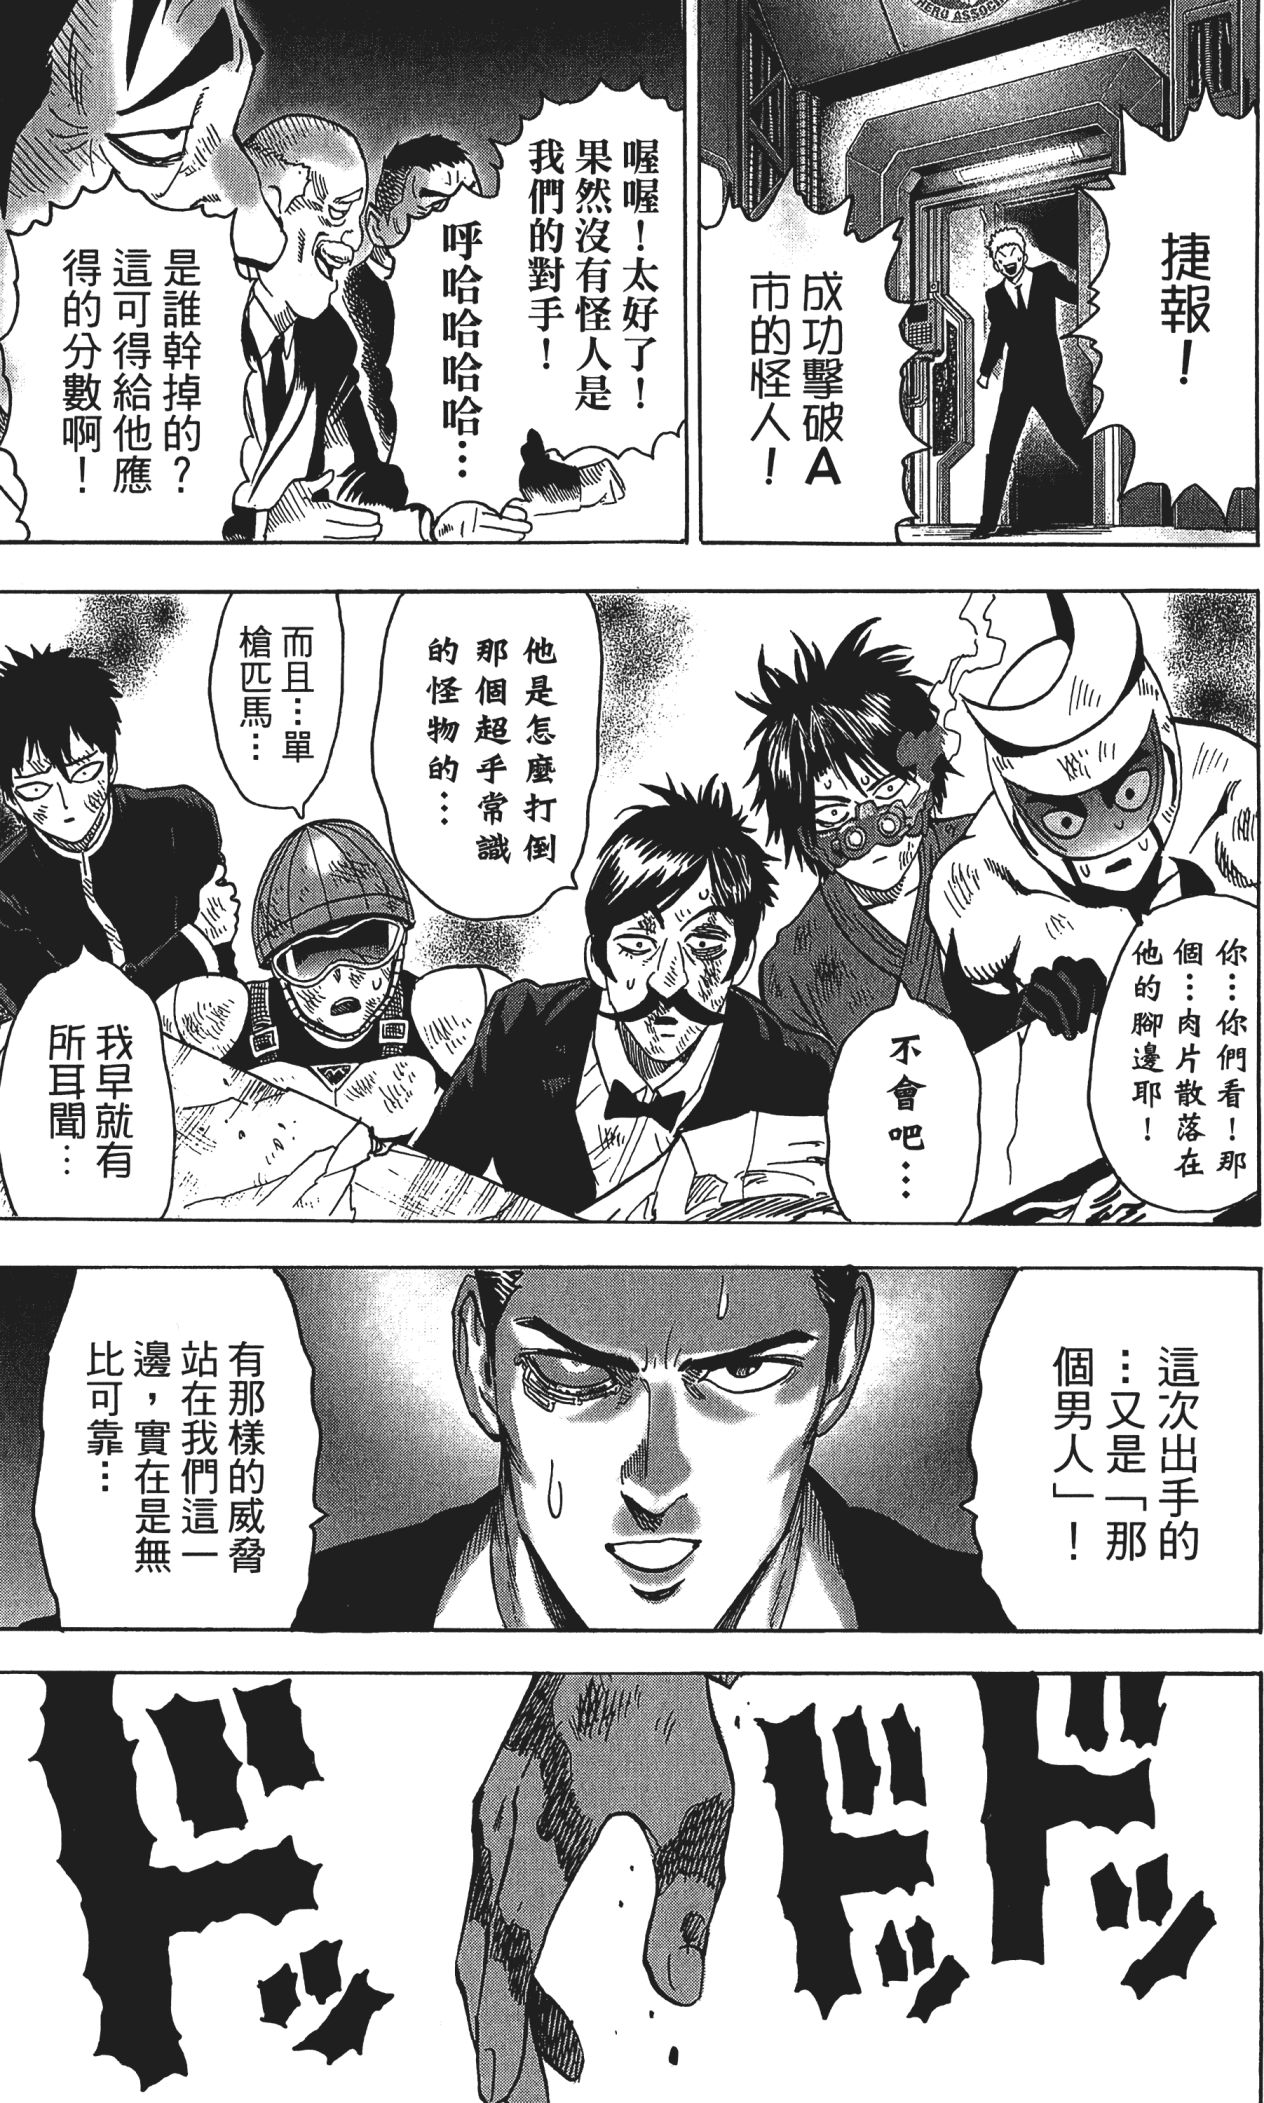 HERO ASSOCI
捷報！
成功擊破A
市的怪人！
喔喔！太好了！
果然沒有怪人是
我們的對手！
呼哈哈哈哈…
是誰幹掉的？
這可得給他應
得的分數啊！
你…你們看！那
個…肉片散落在
他的腳邊耶！
不會吧…
他是怎麼打倒
那個超乎常識
的怪物的…
而且…單
槍匹馬…
我早就有
所耳聞…
這次出手的
…又是「那
個男人」！
有那樣的威脅
站在我們這一
邊，實在是無
比可靠…
ドドド